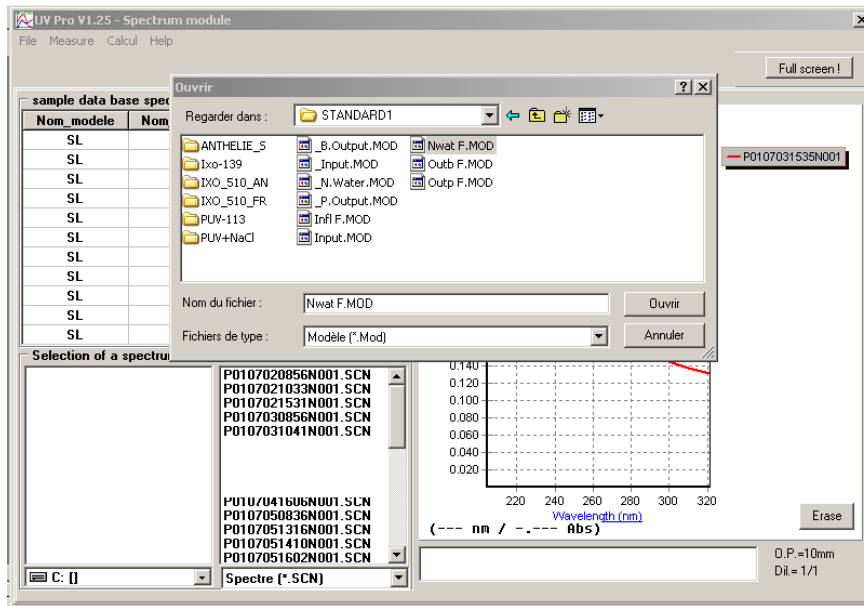 UV Pro V1.25 - Spectrum module
File Measure Calcul Help
Full screen !
Ouvrir
sample data base spec
Regarder dans :
STANDARD1
Nom_modele
Nom
SL
SL
SL
SL
SL
SL
SL
SL
SL
SL
SL
ANTHELIE_S
Ixo-139
IXO_510_AN
IXO_510_FR
PUV-113
PUV+NaCl
_B.Output.MOD
_Input.MOD
_N.Water.MOD
_P.Output.MOD
Infl F.MOD
Input.MOD
Nwat F.MOD
Outb F.MOD
Outp F.MOD
P0107031535N001
Nom du fichier :
Nwat F.MOD
Ouvrir
Fichiers de type :
Modèle (*.Mod)
Annuler
Selection of a spectru
P0107020856N001.SCN
P0107021033N001.SCN
P0107021531N001.SCN
P0107030856N001.SCN
P0107031041N001.SCN
P0107041606N001.SCN
P0107050836N001.SCN
P0107051316N001.SCN
P0107051410N001.SCN
P0107051602N001.SCN
C: []
Spectre (*.SCN)
0.140
0.120
0.100
0.080
0.060
0.040
0.020
220 240 260 280 300 320
Wavelength (nm)
(--- nm / -.--- Abs)
Erase
O.P.=10mm
Dil.= 1/1